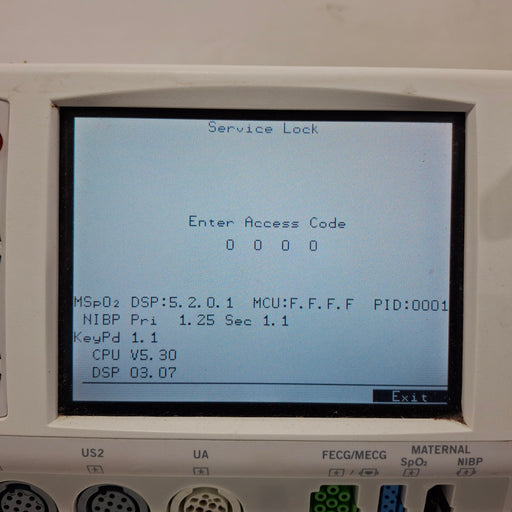 Service Lock
Enter Access Code
0 0 0 0
MSpO₂ DSP:5.2.0.1 MCU:F.F.F.F PID:0001
NIBP Pri 1.25 Sec 1.1
KeyPd 1.1
CPU V5.30
DSP 03.07
Exit
US2
UA
FECG/MECG
MATERNAL
SpO₂
NIBP